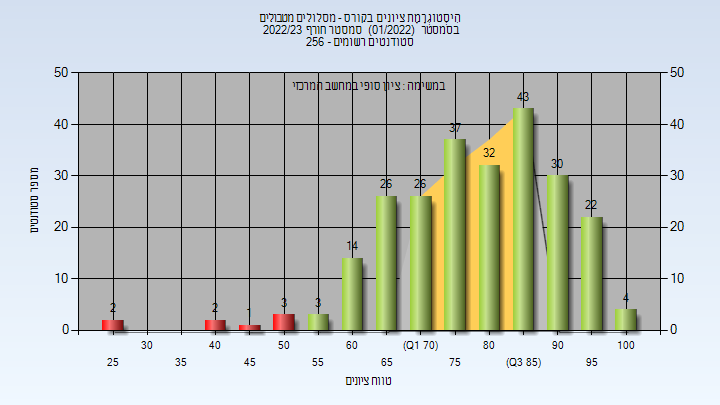 היסטוגרמת ציונים בקורס - מסלולים מטבולים
בסמסטר (01/2022) סמסטר חורף 2022/23
סטודנטים רשומים - 256
במשימה : ציון סופי במחשב המרכזי
50 50
40 40
30 30
20 20
10 10
0 0
2 2 1 3 3 14 26 26 37 32 43 30 22 4
מספר סטודנטים
30 40 50 60 (Q1 70) 80 90 100
25 35 45 55 65 75 (Q3 85) 95
טווח ציונים